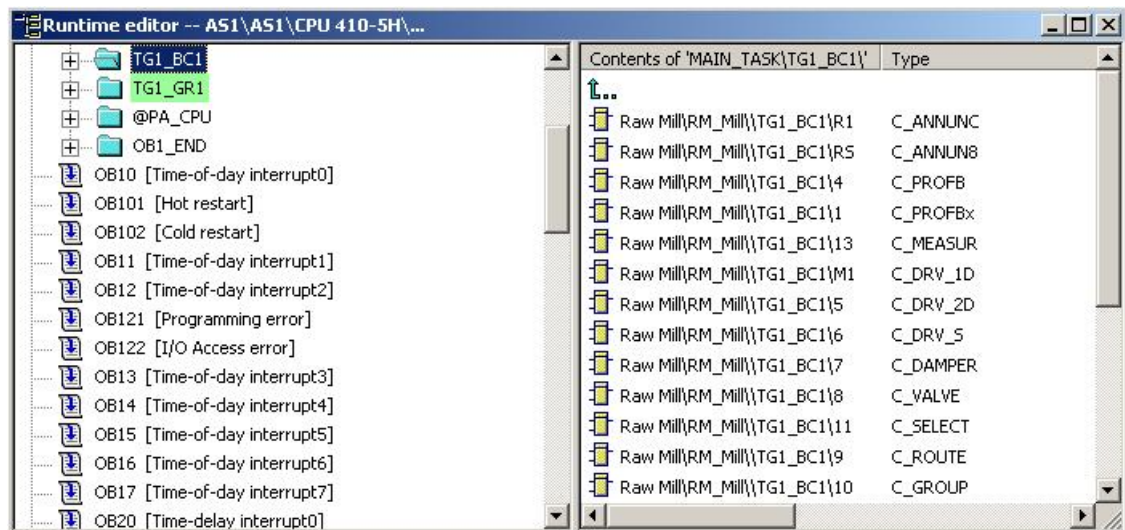 Runtime editor -- AS1\AS1\CPU 410-5H\...
TG1_BC1
TG1_GR1
@PA_CPU
OB1_END
OB10 [Time-of-day interrupt0]
OB101 [Hot restart]
OB102 [Cold restart]
OB11 [Time-of-day interrupt1]
OB12 [Time-of-day interrupt2]
OB121 [Programming error]
OB122 [I/O Access error]
OB13 [Time-of-day interrupt3]
OB14 [Time-of-day interrupt4]
OB15 [Time-of-day interrupt5]
OB16 [Time-of-day interrupt6]
OB17 [Time-of-day interrupt7]
OB20 [Time-delay interrupt0]
Contents of 'MAIN_TASK\TG1_BC1\' Type
..
Raw Mill\RM_Mill\\TG1_BC1\R1 C_ANNUNC
Raw Mill\RM_Mill\\TG1_BC1\RS C_ANNUN8
Raw Mill\RM_Mill\\TG1_BC1\4 C_PROFB
Raw Mill\RM_Mill\\TG1_BC1\1 C_PROFBx
Raw Mill\RM_Mill\\TG1_BC1\13 C_MEASUR
Raw Mill\RM_Mill\\TG1_BC1\M1 C_DRV_1D
Raw Mill\RM_Mill\\TG1_BC1\5 C_DRV_2D
Raw Mill\RM_Mill\\TG1_BC1\6 C_DRV_S
Raw Mill\RM_Mill\\TG1_BC1\7 C_DAMPER
Raw Mill\RM_Mill\\TG1_BC1\8 C_VALVE
Raw Mill\RM_Mill\\TG1_BC1\11 C_SELECT
Raw Mill\RM_Mill\\TG1_BC1\9 C_ROUTE
Raw Mill\RM_Mill\\TG1_BC1\10 C_GROUP